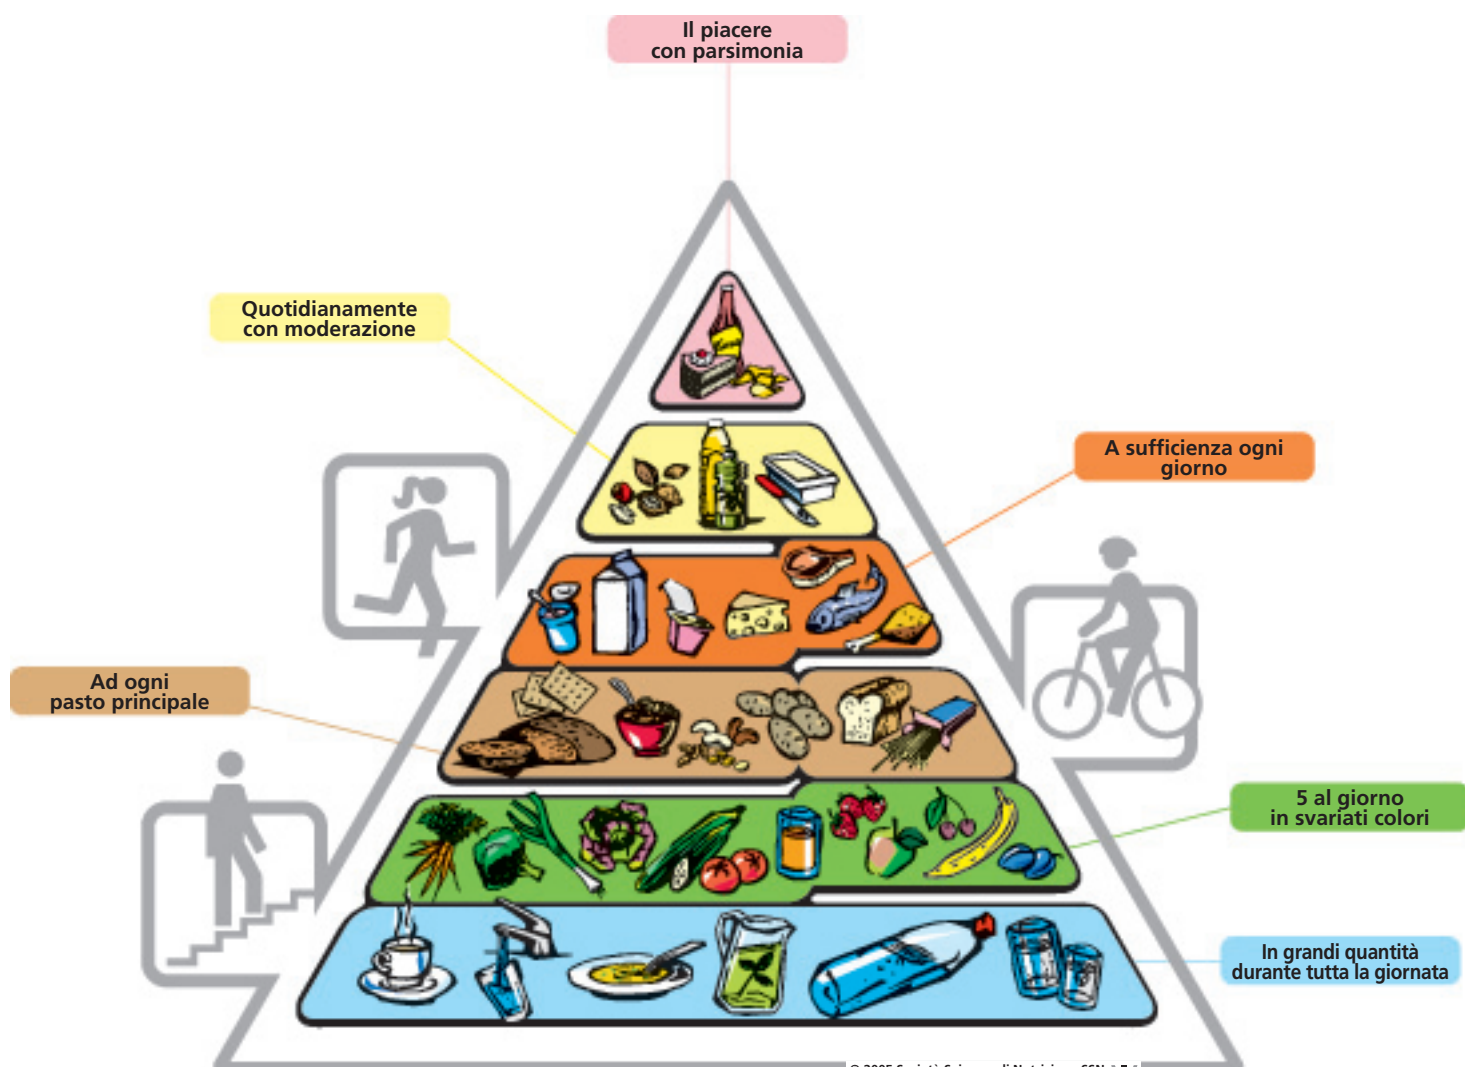 Il piacere
con parsimonia
Quotidianamente
con moderazione
A sufficienza ogni
giorno
Ad ogni
pasto principale
5 al giorno
in svariati colori
In grandi quantità
durante tutta la giornata